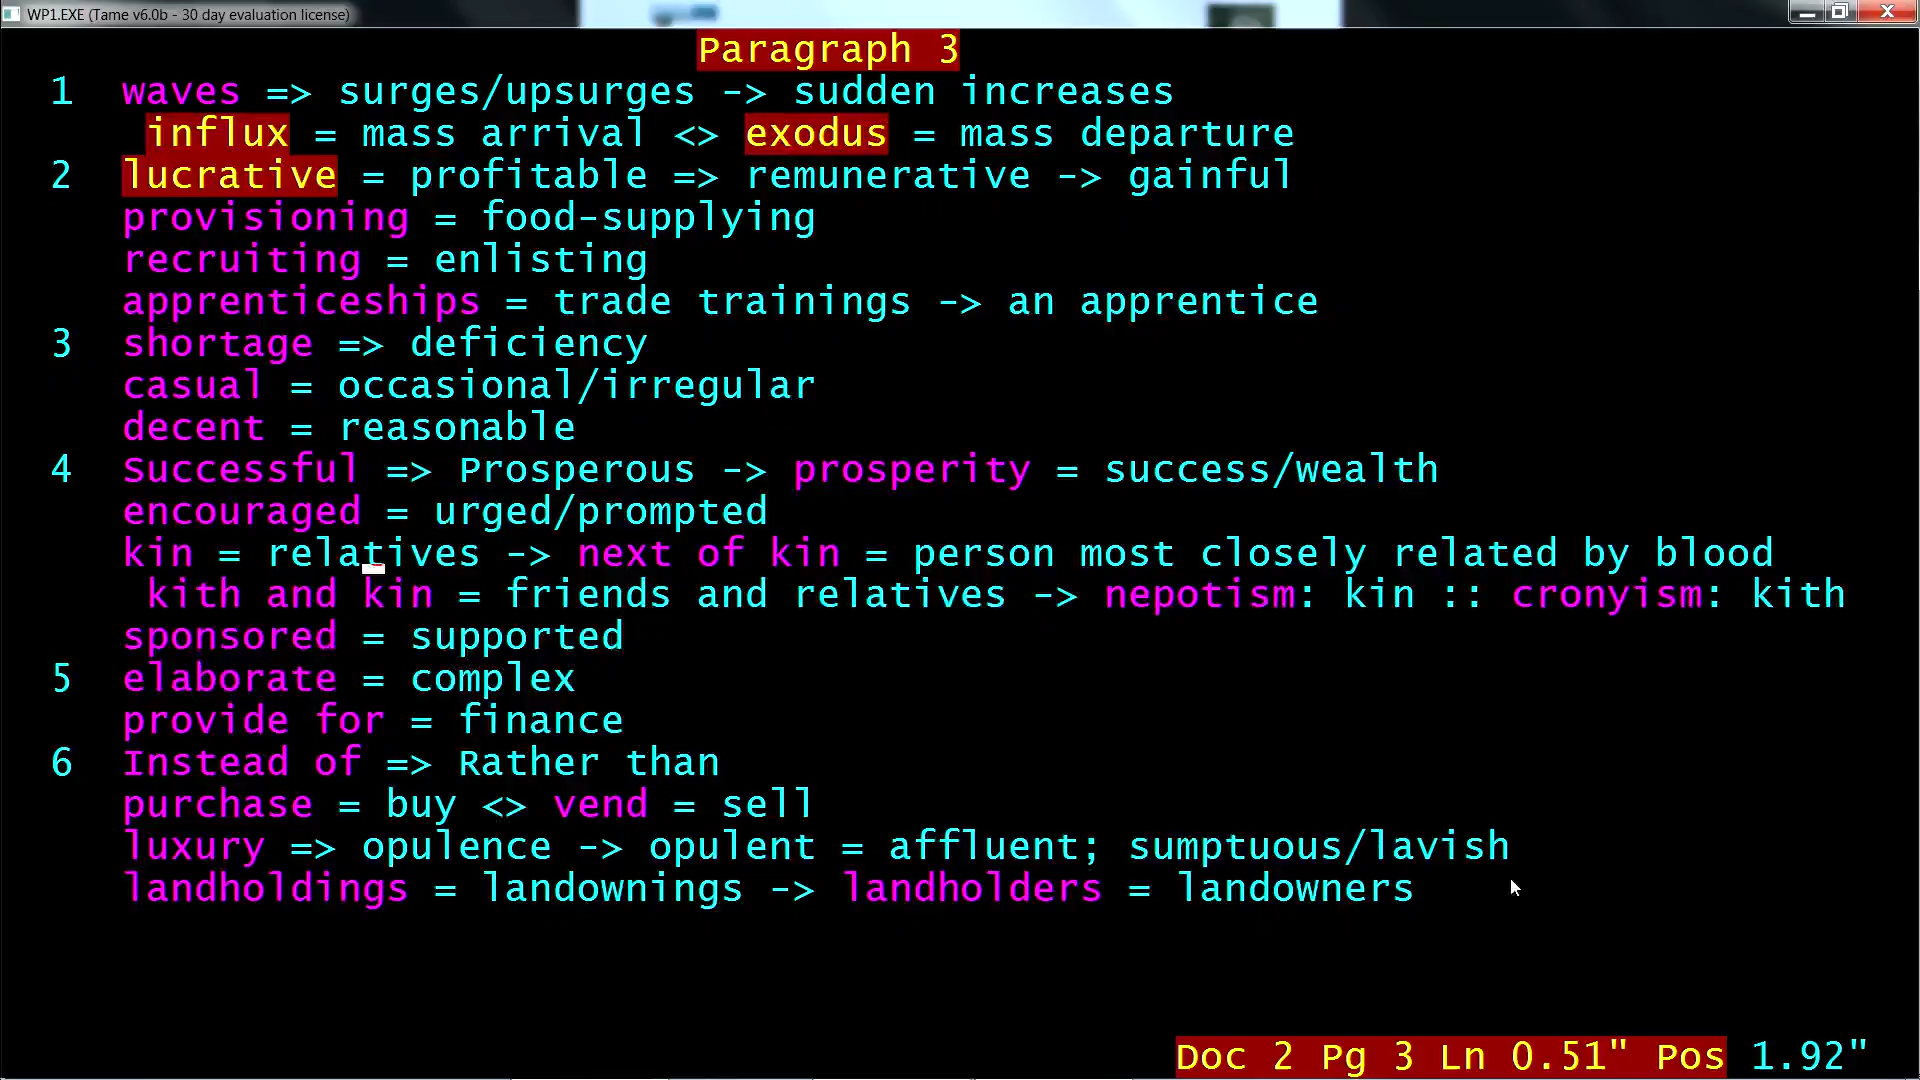 WP1.EXE (Tame v6.0b - 30 day evaluation license)
Paragraph 3
1 waves => surges/upsurges -> sudden increases
influx = mass arrival <> exodus = mass departure
2 lucrative = profitable => remunerative -> gainful
provisioning = food-supplying
recruiting = enlisting
apprenticeships = trade trainings -> an apprentice
3 shortage => deficiency
casual = occasional/irregular
decent = reasonable
4 Successful => Prosperous -> prosperity = success/wealth
encouraged = urged/prompted
kin = relatives -> next of kin = person most closely related by blood
kith and kin = friends and relatives -> nepotism: kin :: cronyism: kith
sponsored = supported
5 elaborate = complex
provide for = finance
6 Instead of => Rather than
purchase = buy <> vend = sell
luxury => opulence -> opulent = affluent; sumptuous/lavish
landholdings = landownings -> landholders = landowners
Doc 2 Pg 3 Ln 0.51" Pos 1.92"